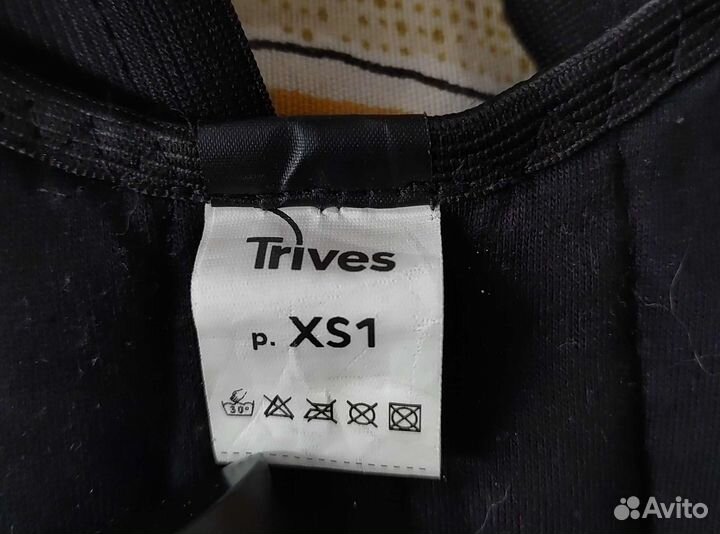 Trives
р. XS1
30°
Avito